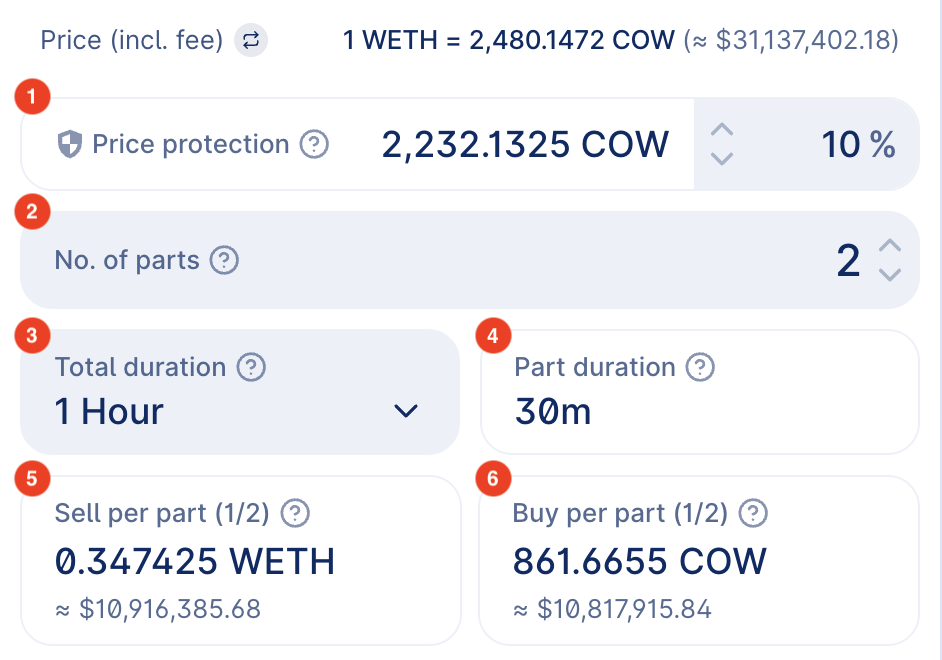 Price (incl. fee) 1 WETH = 2,480.1472 COW (≈ $31,137,402.18)
1
Price protection ? 2,232.1325 COW 10 %
2
No. of parts ? 2
3 4
Total duration ? Part duration ?
1 Hour 30m
5 6
Sell per part (1/2) ? Buy per part (1/2) ?
0.347425 WETH 861.6655 COW
≈ $10,916,385.68 ≈ $10,817,915.84